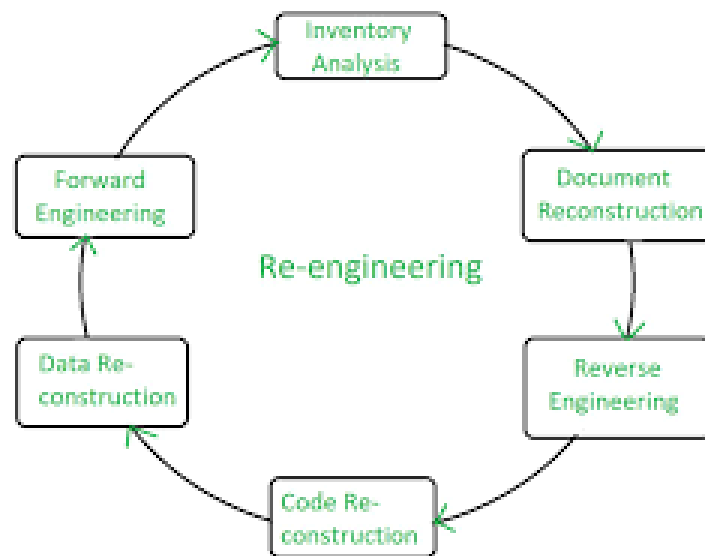 Inventory
Analysis
Document
Reconstruction
Reverse
Engineering
Code Re-
construction
Data Re-
construction
Forward
Engineering
Re-engineering